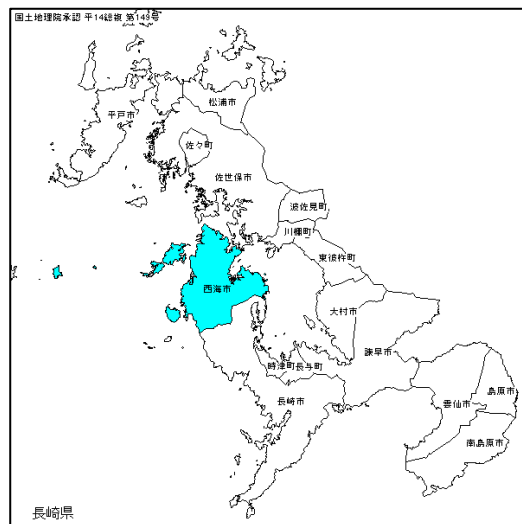 国土地理院承認 平14総複 第149号
松浦市
平戸市
佐々町
佐世保市
波佐見町
川棚町
東彼杵町
西海市
大村市
諫早市
時津町
長与町
島原市
雲仙市
長崎市
南島原市
長崎県